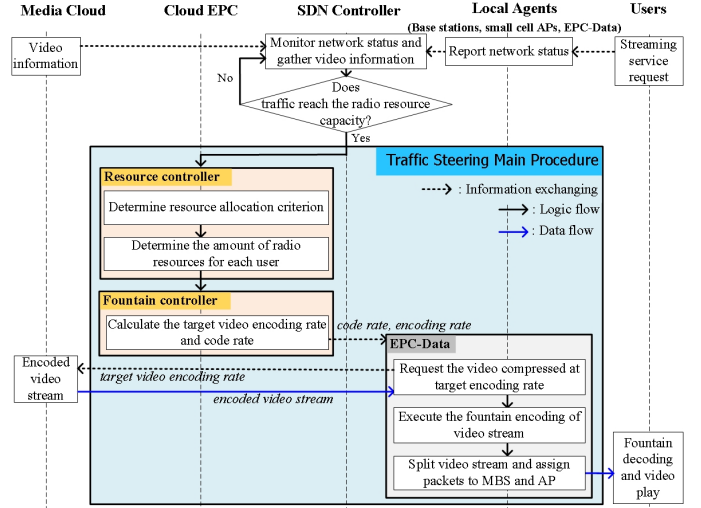 Media Cloud
Cloud EPC
SDN Controller
Local Agents
Users
(Base stations, small cell APs, EPC-Data)
Video
information
Monitor network status and
gather video information
Report network status
Streaming
service
request
No
Does
traffic reach the radio resource
capacity?
Yes
Traffic Steering Main Procedure
Resource controller
: Information exchanging
: Logic flow
: Data flow
Determine resource allocation criterion
Determine the amount of radio
resources for each user
Fountain controller
Calculate the target video encoding rate
and code rate
code rate, encoding rate
EPC-Data
Encoded
video
stream
target video encoding rate
Request the video compressed at
target encoding rate
encoded video stream
Execute the fountain encoding of
video stream
Split video stream and assign
packets to MBS and AP
Fountain
decoding
and video
play